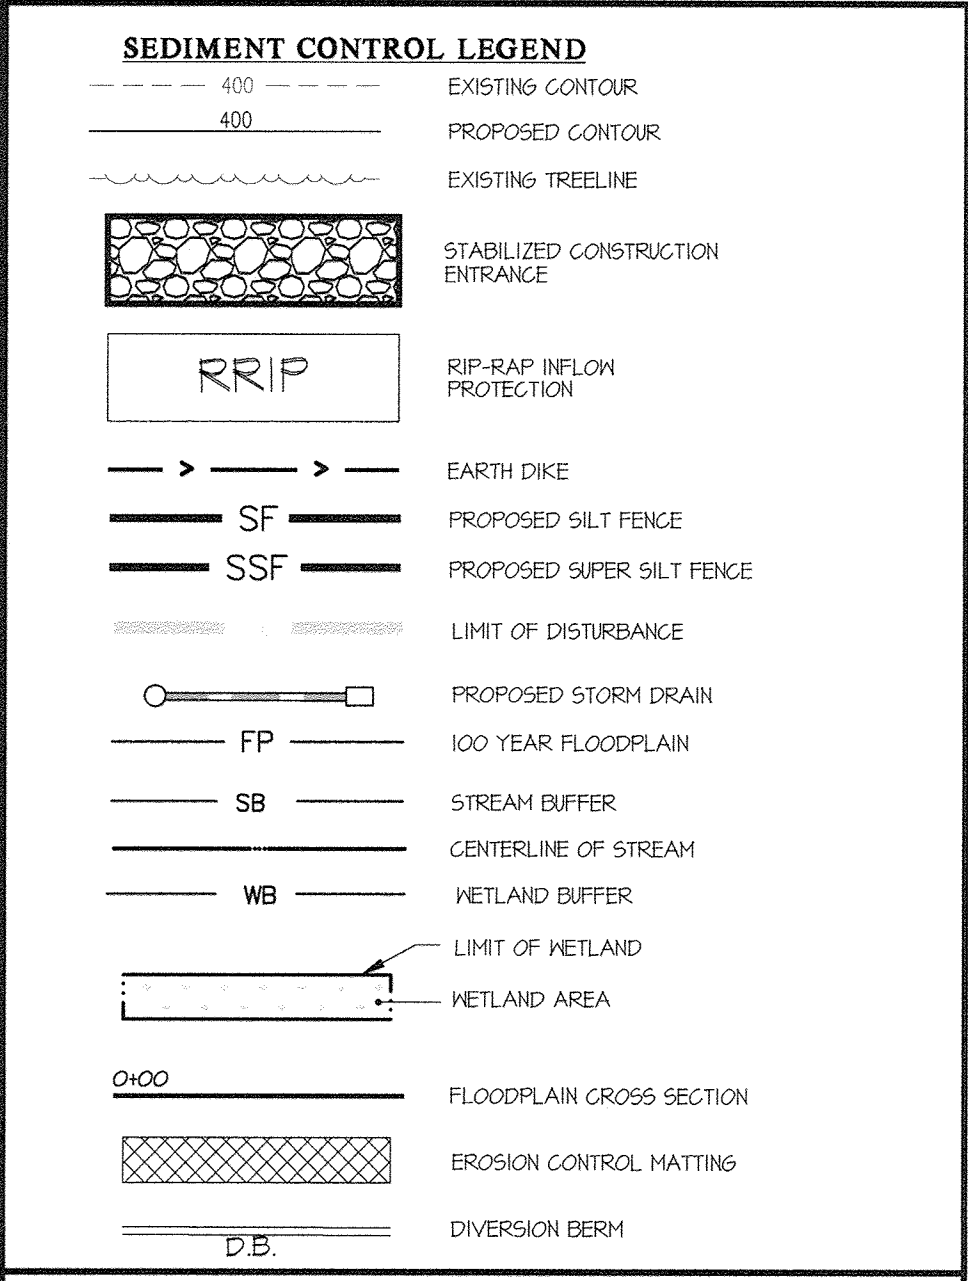 SEDIMENT CONTROL LEGEND
400 EXISTING CONTOUR
400 PROPOSED CONTOUR
EXISTING TREELINE
STABILIZED CONSTRUCTION
ENTRANCE
RRIP RIP-RAP INFLOW
PROTECTION
EARTH DIKE
SF PROPOSED SILT FENCE
SSF PROPOSED SUPER SILT FENCE
LIMIT OF DISTURBANCE
PROPOSED STORM DRAIN
FP 100 YEAR FLOODPLAIN
SB STREAM BUFFER
CENTERLINE OF STREAM
WB WETLAND BUFFER
LIMIT OF WETLAND
WETLAND AREA
0+00 FLOODPLAIN CROSS SECTION
EROSION CONTROL MATTING
D.B. DIVERSION BERM